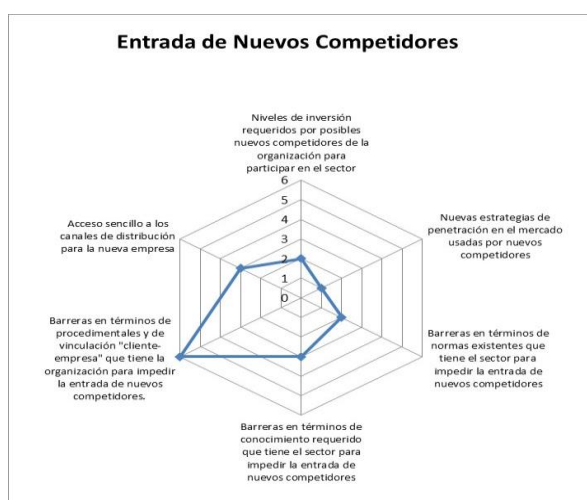 Entrada de Nuevos Competidores
Niveles de inversión
requeridos por posibles
nuevos competidores de la
organización para
participar en el sector
6
5
4
3
2
1
0
Nuevas estrategias de
penetración en el mercado
usadas por nuevos
competidores
Barreras en términos de
normas existentes que
tiene el sector para
impedir la entrada de
nuevos competidores
Barreras en términos de
conocimiento requerido
que tiene el sector para
impedir la entrada de
nuevos competidores
Barreras en términos de
procedimentales y de
vinculación "cliente-
empresa" que tiene la
organización para impedir
la entrada de nuevos
competidores.
Acceso sencillo a los
canales de distribución
para la nueva empresa